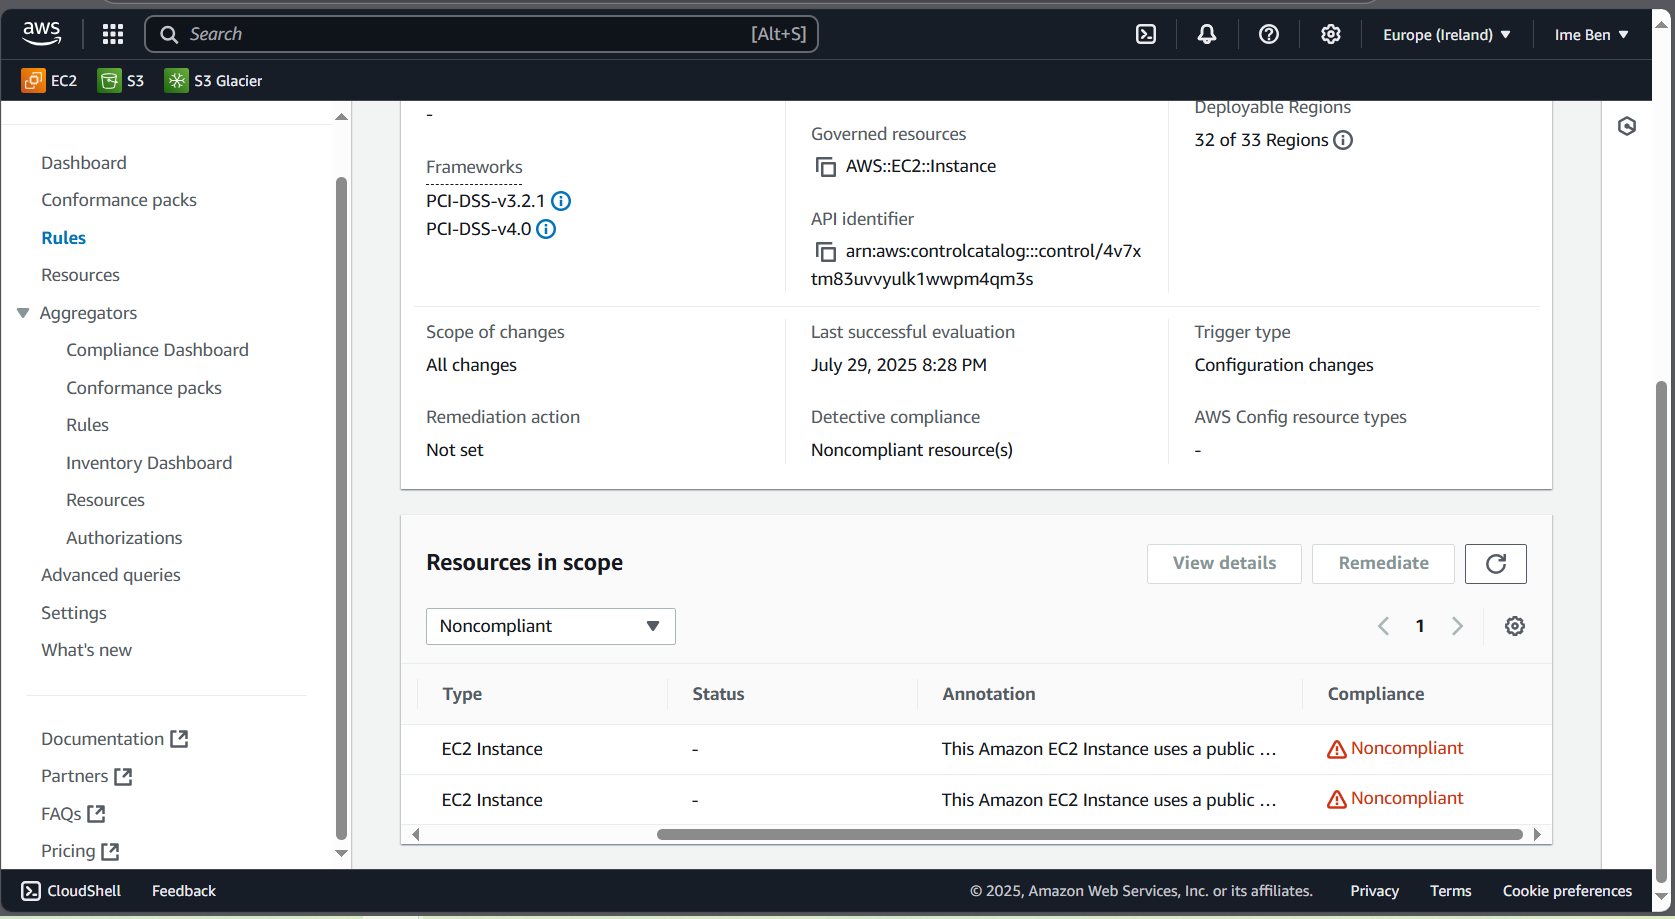 aws
Search
[Alt+S]
Europe (Ireland)
Ime Ben
EC2
S3
S3 Glacier
Dashboard
Conformance packs
Rules
Resources
Aggregators
Compliance Dashboard
Conformance packs
Rules
Inventory Dashboard
Resources
Authorizations
Advanced queries
Settings
What's new
Documentation
Partners
FAQs
Pricing
-
Frameworks
PCI-DSS-v3.2.1
PCI-DSS-v4.0
Governed resources
AWS::EC2::Instance
API identifier
arn:aws:controlcatalog:::control/4v7x
tm83uvvyulk1wwpm4qm3s
Deployable Regions
32 of 33 Regions
Scope of changes
All changes
Last successful evaluation
July 29, 2025 8:28 PM
Trigger type
Configuration changes
Remediation action
Not set
Detective compliance
Noncompliant resource(s)
AWS Config resource types
-
Resources in scope
View details
Remediate
Noncompliant
1
Type Status Annotation Compliance
EC2 Instance - This Amazon EC2 Instance uses a public … Noncompliant
EC2 Instance - This Amazon EC2 Instance uses a public … Noncompliant
CloudShell
Feedback
© 2025, Amazon Web Services, Inc. or its affiliates.
Privacy
Terms
Cookie preferences